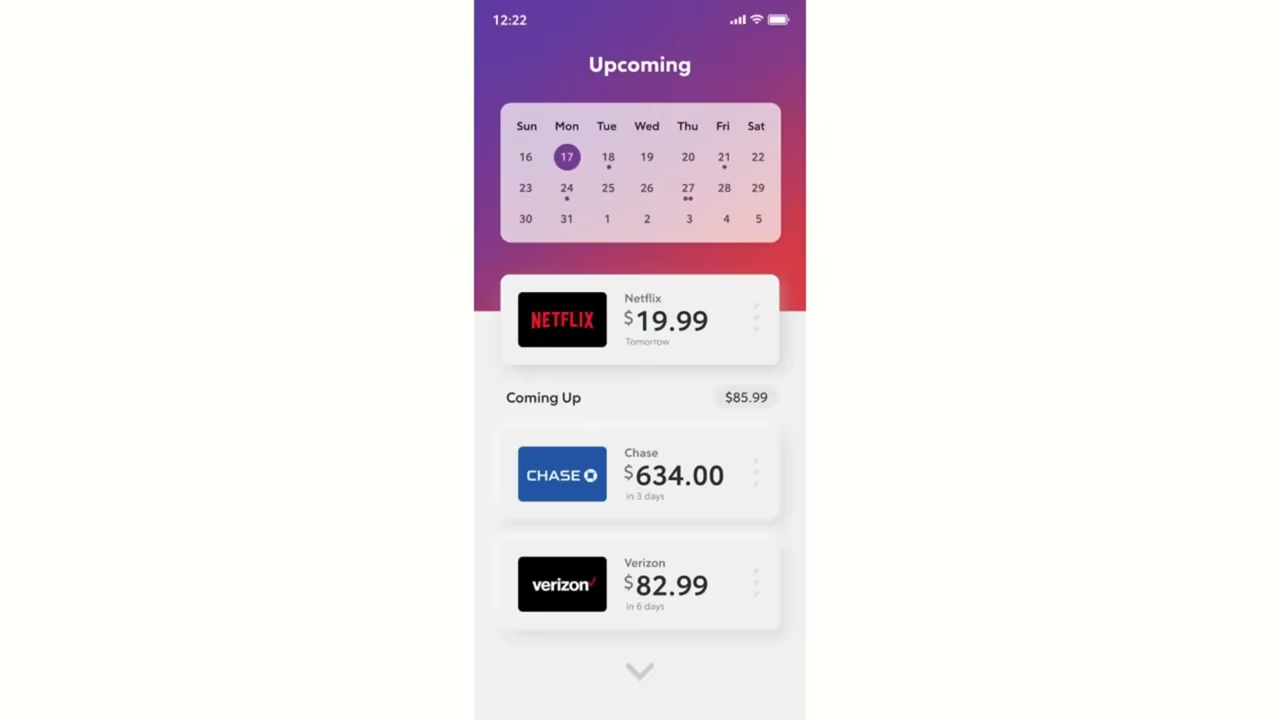 12:22
Upcoming
Sun Mon Tue Wed Thu Fri Sat
16 17 18 19 20 21 22
23 24 25 26 27 28 29
30 31 1 2 3 4 5
NETFLIX
Netflix
$19.99
Tomorrow
Coming Up $85.99
CHASE
Chase
$634.00
in 3 days
verizon
Verizon
$82.99
in 6 days